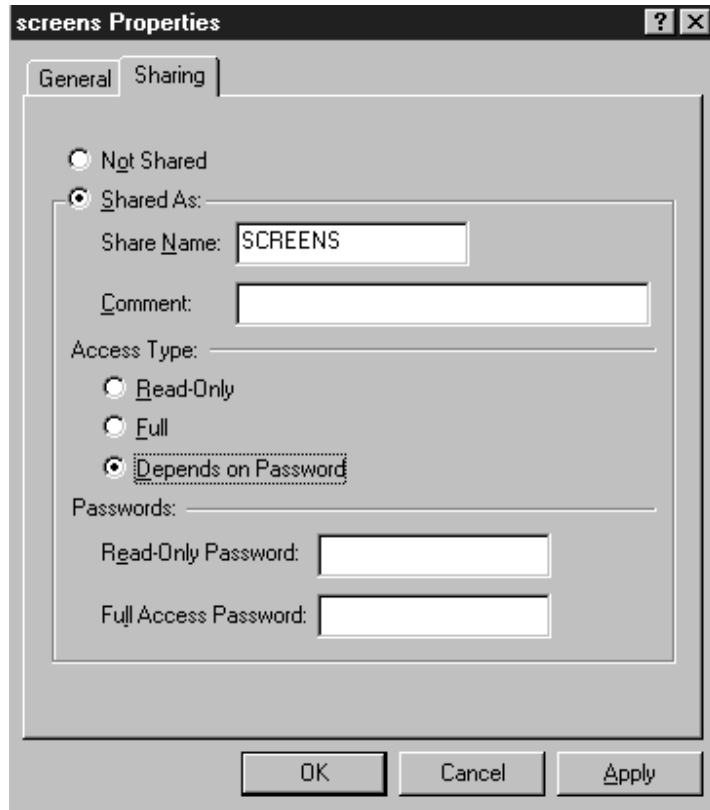 screens Properties
General Sharing
Not Shared
Shared As:
Share Name: SCREENS
Comment:
Access Type:
Read-Only
Full
Depends on Password
Passwords:
Read-Only Password:
Full Access Password:
OK Cancel Apply